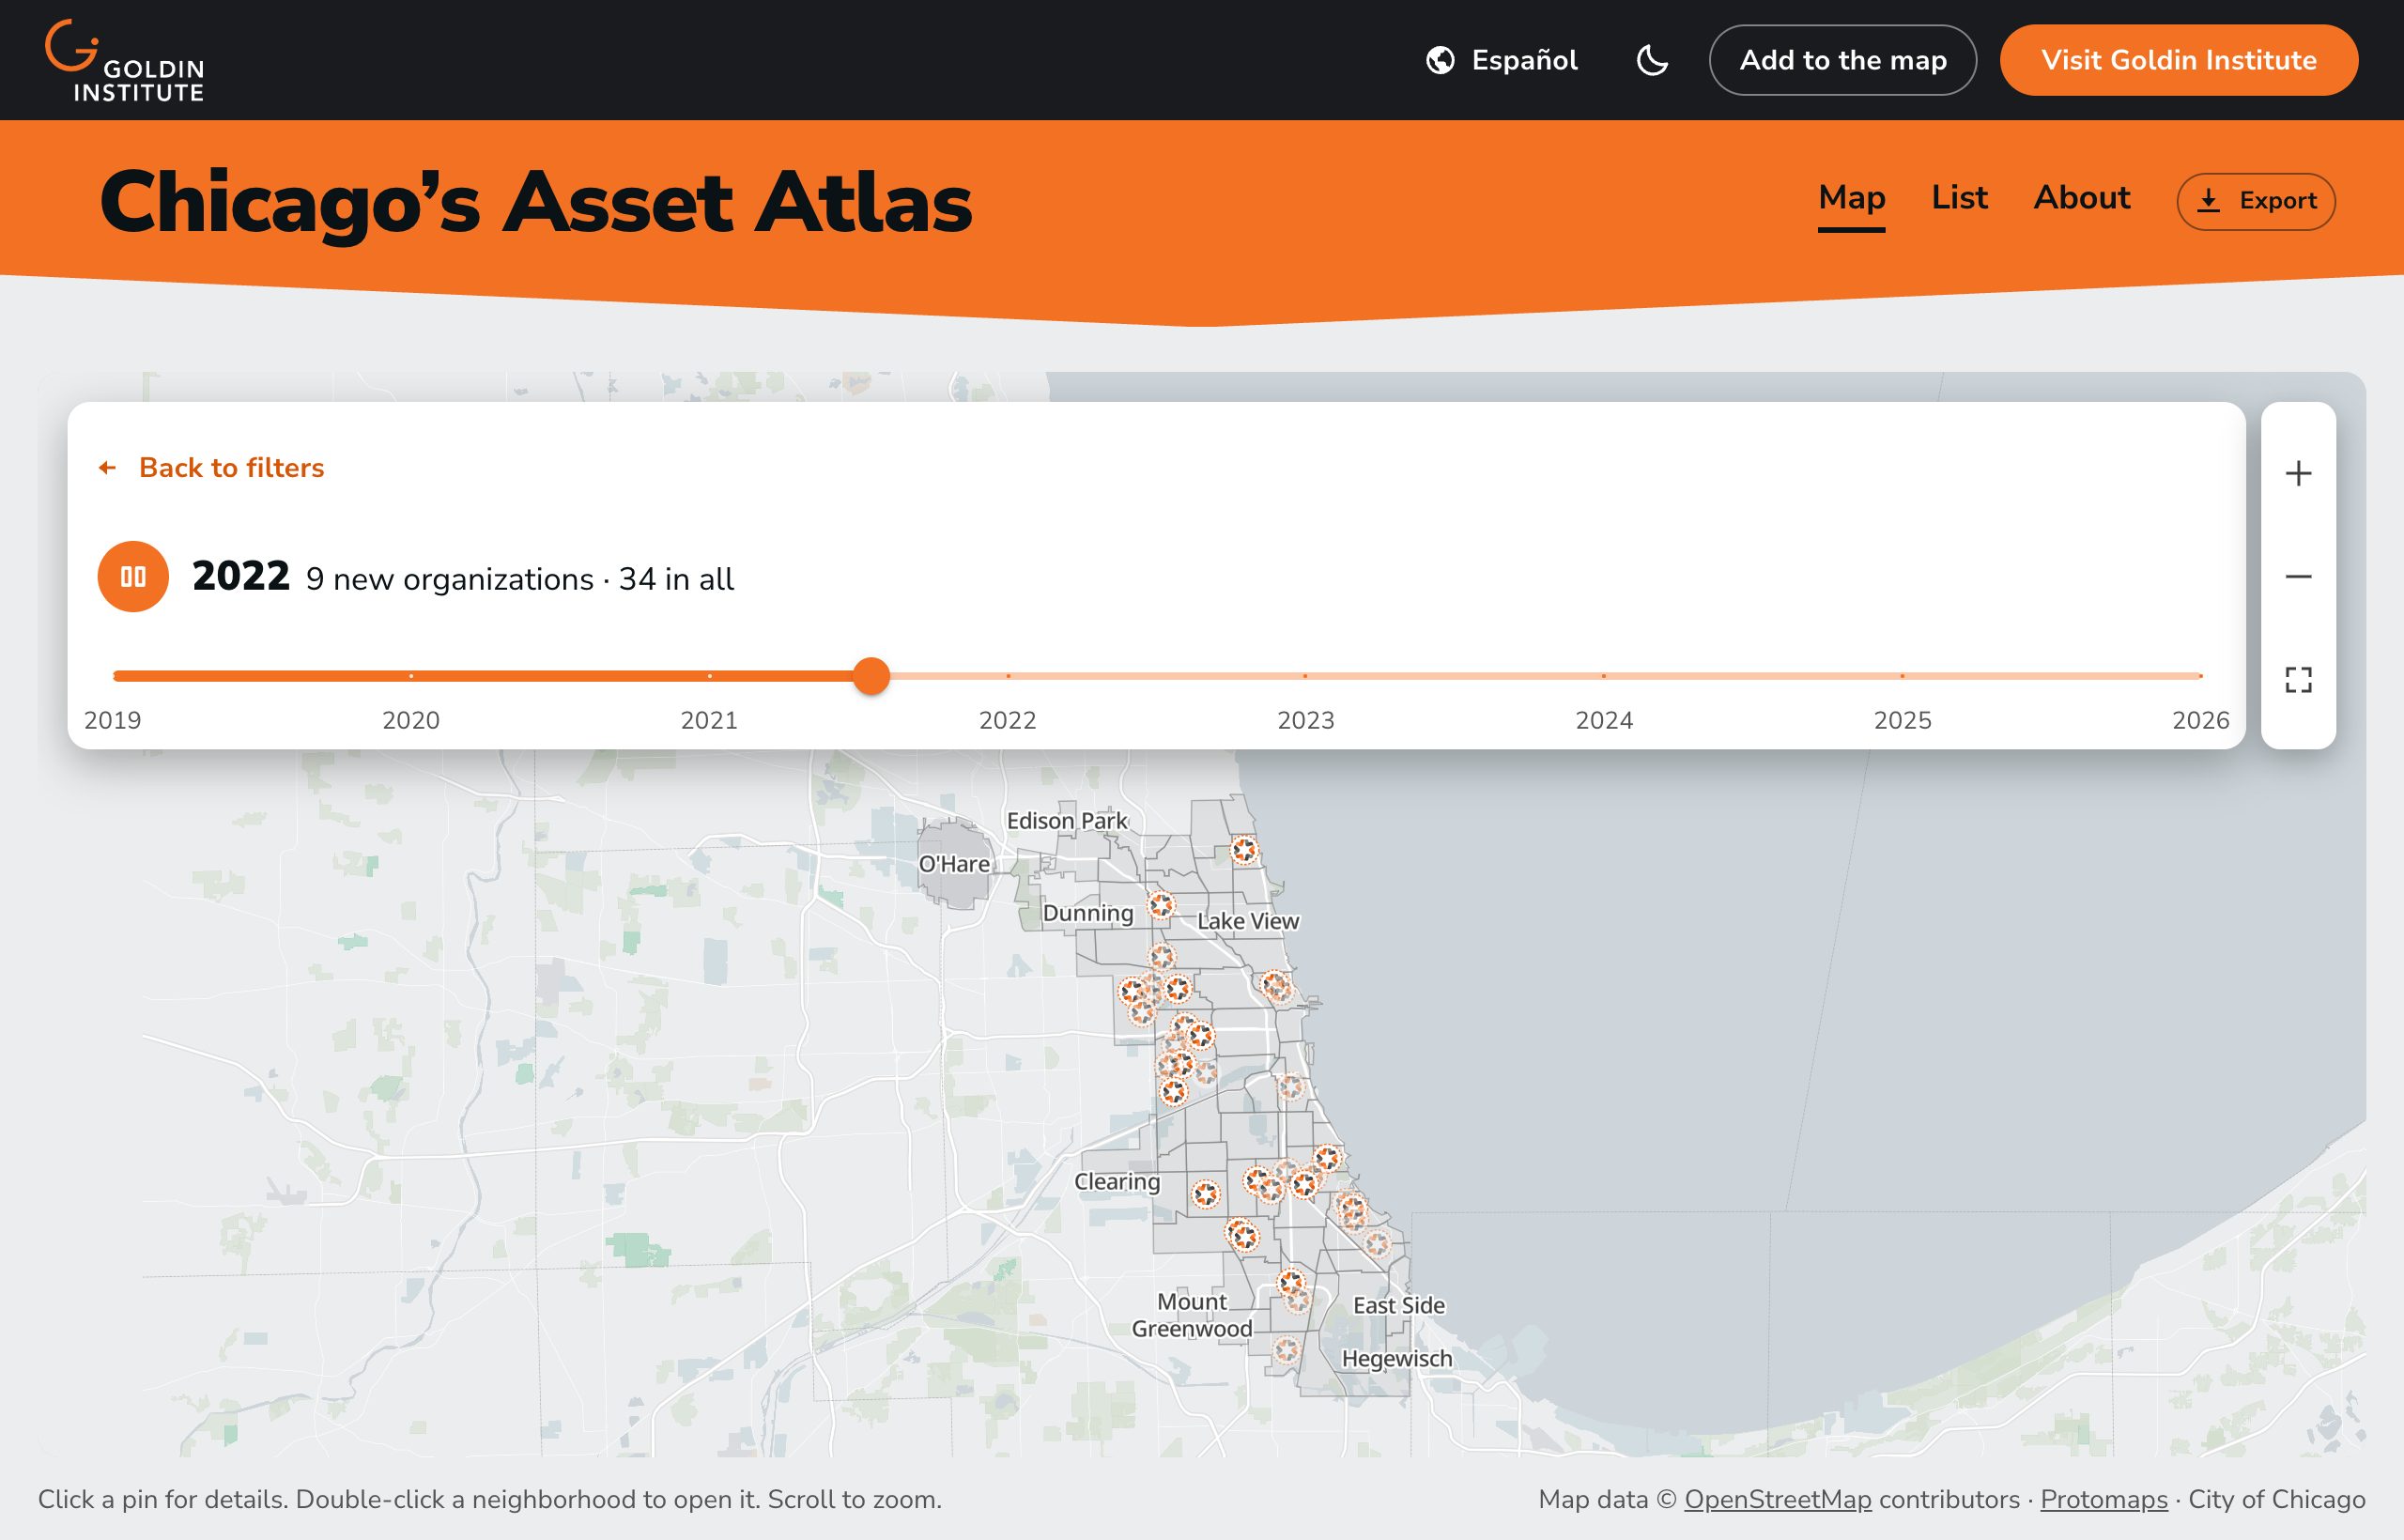 GOLDIN
INSTITUTE
Español
Add to the map
Visit Goldin Institute
Chicago’s Asset Atlas
Map
List
About
Export
Back to filters
2022 9 new organizations · 34 in all
2019 2020 2021 2022 2023 2024 2025 2026
Edison Park
O'Hare
Dunning
Lake View
Clearing
Mount
Greenwood
East Side
Hegewisch
Click a pin for details. Double-click a neighborhood to open it. Scroll to zoom.
Map data © OpenStreetMap contributors · Protomaps · City of Chicago